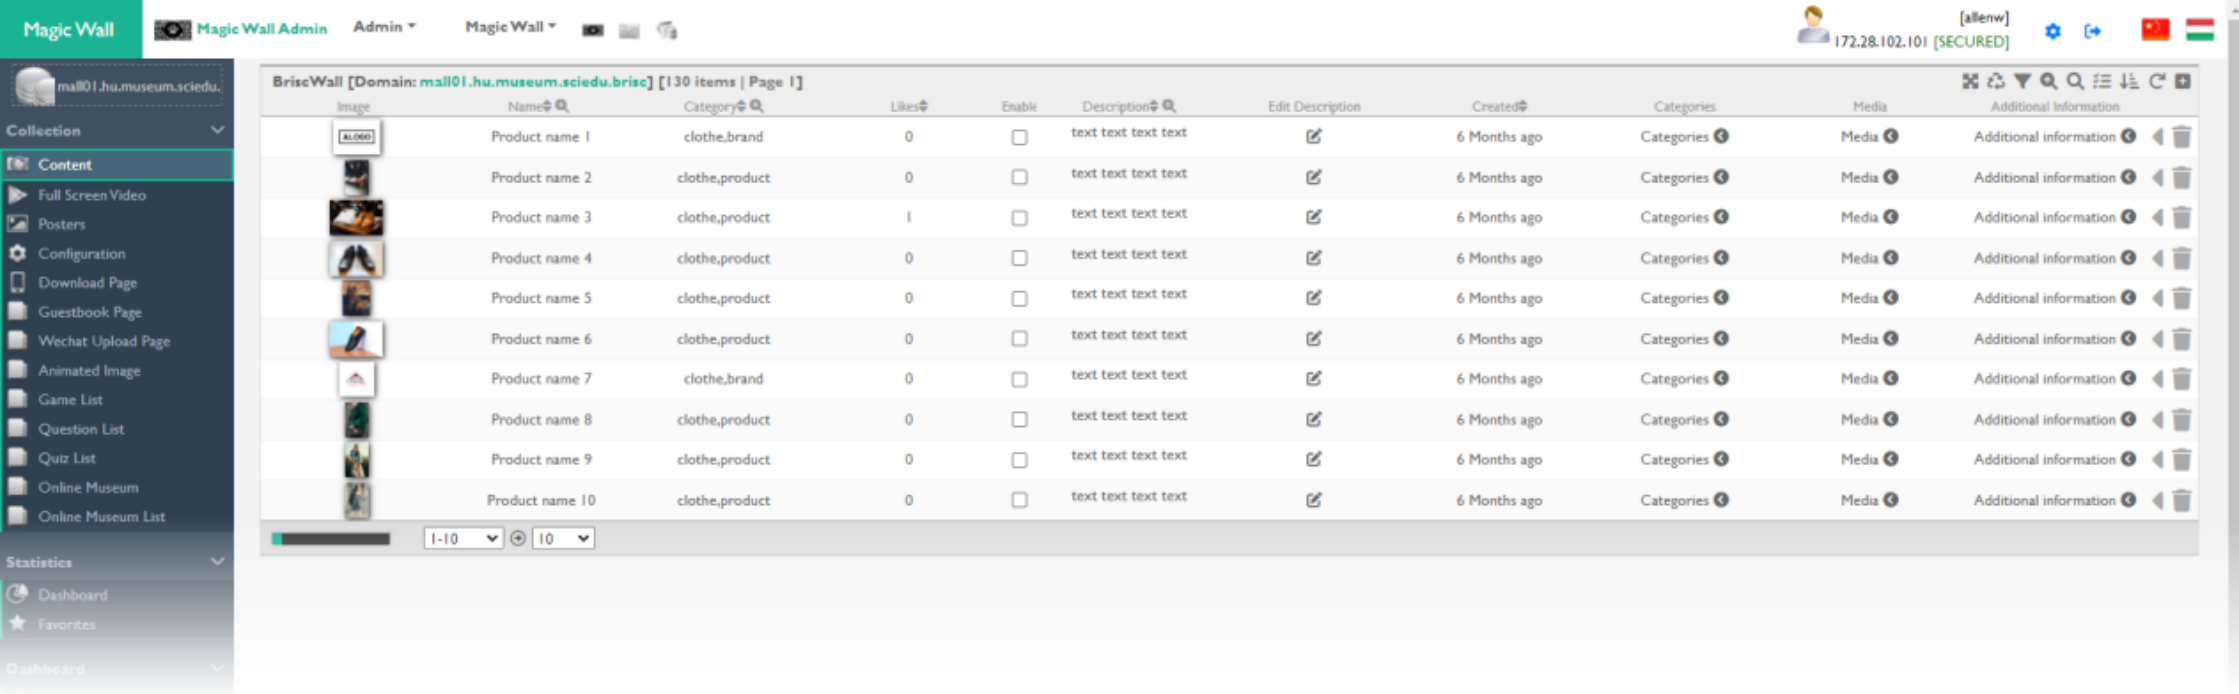 Magic Wall
Magic Wall Admin
Admin
Magic Wall
[allenw]
172.28.102.101 [SECURED]
mall01.hu.museum.sciedu.
Collection
Content
Full Screen Video
Posters
Configuration
Download Page
Guestbook Page
Wechat Upload Page
Animated Image
Game List
Question List
Quiz List
Online Museum
Online Museum List
Statistics
Dashboard
Favorites
Dashboard
BriscWall [Domain: mall01.hu.museum.sciedu.brisc] [130 items | Page 1]
Image Name Category Likes Enable Description Edit Description Created Categories Media Additional Information
ALOGO Product name 1 clothe,brand 0 text text text text 6 Months ago Categories Media Additional information
Product name 2 clothe,product 0 text text text text 6 Months ago Categories Media Additional information
Product name 3 clothe,product 1 text text text text 6 Months ago Categories Media Additional information
Product name 4 clothe,product 0 text text text text 6 Months ago Categories Media Additional information
Product name 5 clothe,product 0 text text text text 6 Months ago Categories Media Additional information
Product name 6 clothe,product 0 text text text text 6 Months ago Categories Media Additional information
Product name 7 clothe,brand 0 text text text text 6 Months ago Categories Media Additional information
Product name 8 clothe,product 0 text text text text 6 Months ago Categories Media Additional information
Product name 9 clothe,product 0 text text text text 6 Months ago Categories Media Additional information
Product name 10 clothe,product 0 text text text text 6 Months ago Categories Media Additional information
1-10 10